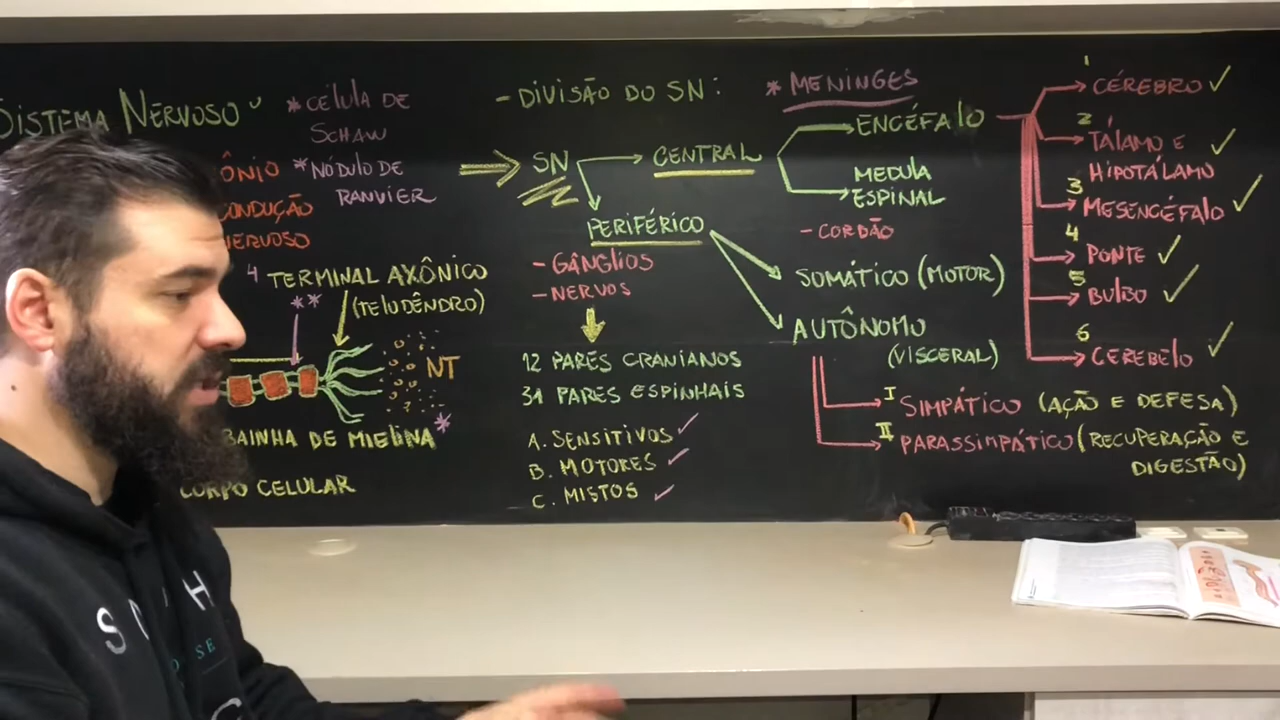 SISTEMA NERVOSO
* CÉLULA DE
SCHAW
* NÓDULO DE
RANVIER
ÔNIO
CONDUÇÃO
NERVOSO
4 TERMINAL AXÔNICO
(TELODÊNDRO)
**
NT
BAINHA DE MIELINA*
CORPO CELULAR
- DIVISÃO DO SN:
SN
CENTRAL
PERIFÉRICO
- GÂNGLIOS
- NERVOS
12 PARES CRANIANOS
31 PARES ESPINHAIS
A. SENSITIVOS
B. MOTORES
C. MISTOS
* MENINGES
ENCÉFALO
MEDULA
ESPINAL
- CORDÃO
SOMÁTICO (MOTOR)
AUTÔNOMO
(VISCERAL)
I SIMPÁTICO (AÇÃO E DEFESA)
II PARASSIMPÁTICO (RECUPERAÇÃO E
DIGESTÃO)
1
CÉREBRO
2
TÁLAMO E
HIPOTÁLAMO
3
MESENCÉFALO
4
PONTE
5
BULBO
6
CEREBELO